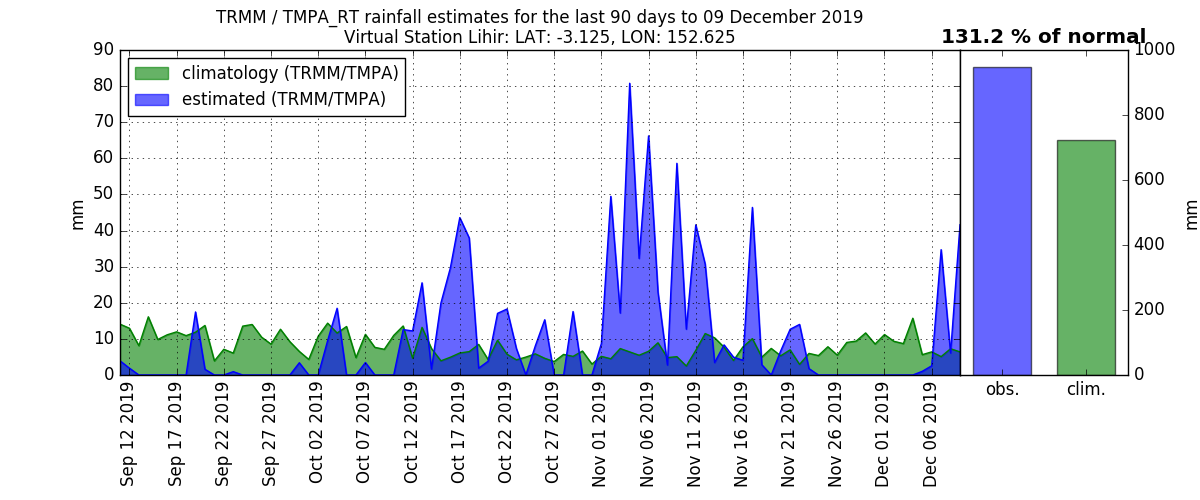 TRMM / TMPA_RT rainfall estimates for the last 90 days to 09 December 2019
Virtual Station Lihir: LAT: -3.125, LON: 152.625
131.2 % of normal
climatology (TRMM/TMPA)
estimated (TRMM/TMPA)
mm
90
80
70
60
50
40
30
20
10
0
Sep 12 2019
Sep 17 2019
Sep 22 2019
Sep 27 2019
Oct 02 2019
Oct 07 2019
Oct 12 2019
Oct 17 2019
Oct 22 2019
Oct 27 2019
Nov 01 2019
Nov 06 2019
Nov 11 2019
Nov 16 2019
Nov 21 2019
Nov 26 2019
Dec 01 2019
Dec 06 2019
obs.
clim.
1000
800
600
400
200
0
mm